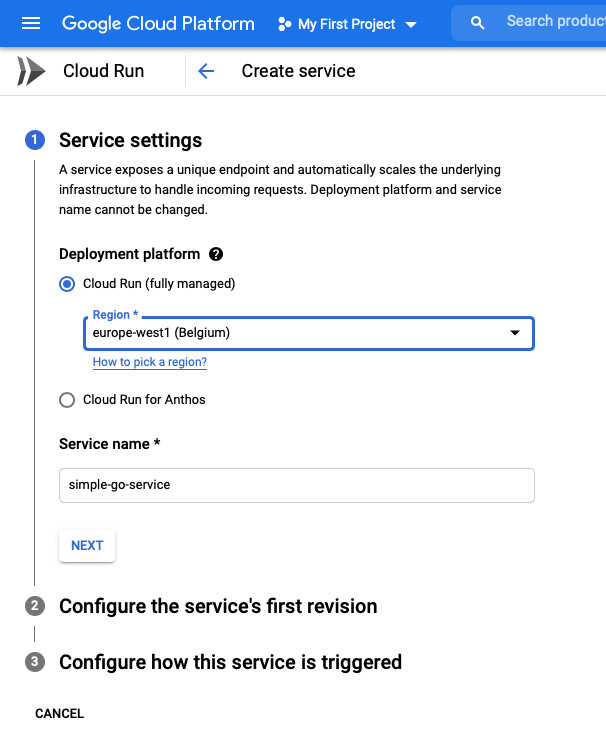 Google Cloud Platform My First Project Search product
Cloud Run Create service
1 Service settings
A service exposes a unique endpoint and automatically scales the underlying
infrastructure to handle incoming requests. Deployment platform and service
name cannot be changed.
Deployment platform ?
Cloud Run (fully managed)
Region *
europe-west1 (Belgium)
How to pick a region?
Cloud Run for Anthos
Service name *
simple-go-service
NEXT
2 Configure the service's first revision
3 Configure how this service is triggered
CANCEL